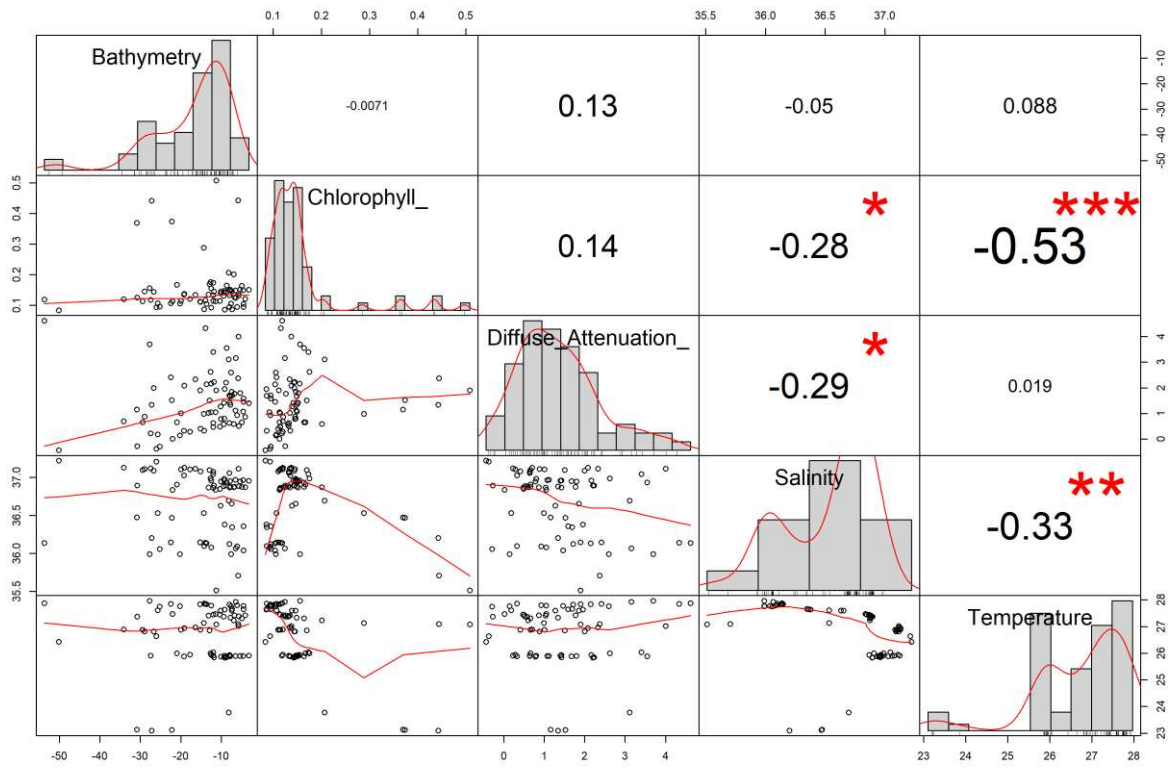 0.1 0.2 0.3 0.4 0.5
35.5 36.0 36.5 37.0
Bathymetry
-0.0071
0.13
-0.05
0.088
-50 -40 -30 -20 -10
0.1 0.2 0.3 0.4 0.5
Chlorophyll_
0.14
-0.28
*
-0.53
***
Diffuse_Attenuation_
-0.29
*
0.019
0 1 2 3 4
35.5 36.0 36.5 37.0
Salinity
-0.33
**
Temperature
23 24 25 26 27 28
-50 -40 -30 -20 -10
0 1 2 3 4
23 24 25 26 27 28